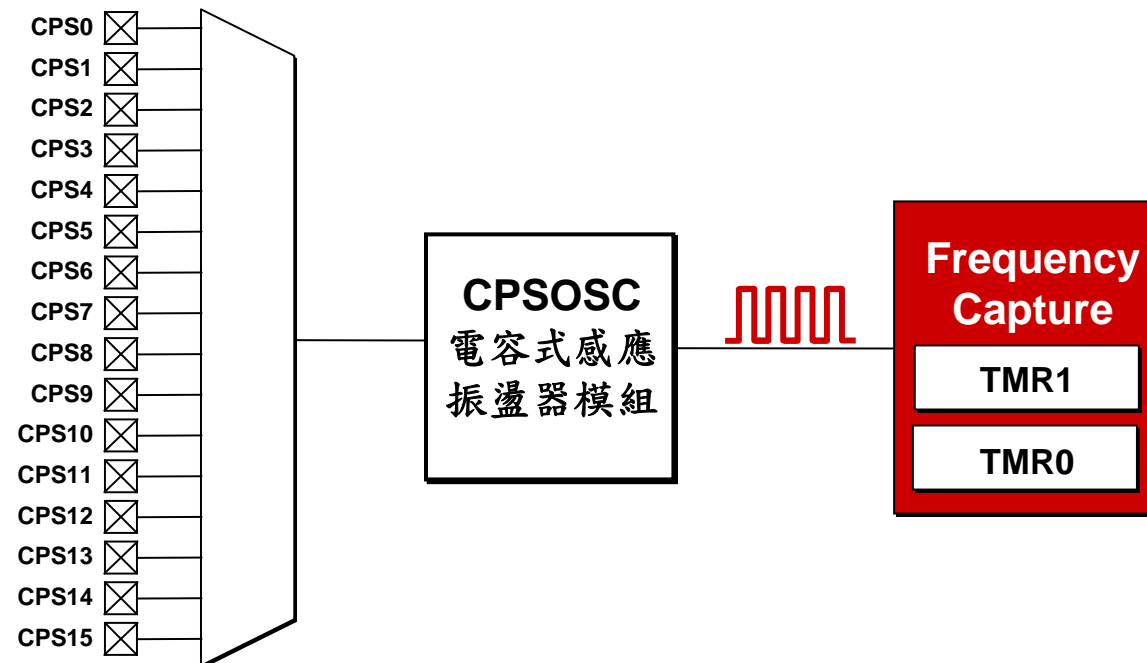 CPS0
CPS1
CPS2
CPS3
CPS4
CPS5
CPS6
CPS7
CPS8
CPS9
CPS10
CPS11
CPS12
CPS13
CPS14
CPS15
CPSOSC
電容式感應
振盪器模組
Frequency
Capture
TMR1
TMR0